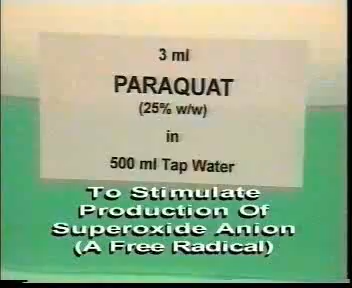 3 ml
PARAQUAT
(25% w/w)
in
500 ml Tap Water
To Stimulate
Production Of
Superoxide Anion
(A Free Radical)